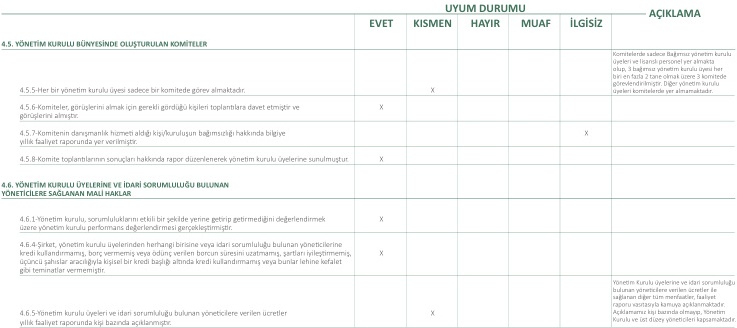 UYUM DURUMU
AÇIKLAMA
EVET KISMEN HAYIR MUAF İLGİSİZ
4.5. YÖNETİM KURULU BÜNYESİNDE OLUŞTURULAN KOMİTELER
Komitelerde sadece Bağımsız yönetim kurulu
üyeleri ve lisanslı personel yer almakta
olup, 3 bağımsız yönetim kurulu üyesi her
biri en fazla 2 tane olmak üzere 3 komitede
görevlendirilmiştir. Diğer yönetim kurulu
üyeleri komitelerde yer almamaktadır.
4.5.5-Her bir yönetim kurulu üyesi sadece bir komitede görev almaktadır. X
4.5.6-Komiteler, görüşlerini almak için gerekli gördüğü kişileri toplantılara davet etmiştir ve X
görüşlerini almıştır.
4.5.7-Komitenin danışmanlık hizmeti aldığı kişi/kuruluşun bağımsızlığı hakkında bilgiye X
yıllık faaliyet raporunda yer verilmiştir.
4.5.8-Komite toplantılarının sonuçları hakkında rapor düzenlenerek yönetim kurulu üyelerine sunulmuştur. X
4.6. YÖNETİM KURULU ÜYELERİNE VE İDARİ SORUMLULUĞU BULUNAN
YÖNETİCİLERE SAĞLANAN MALİ HAKLAR
4.6.1-Yönetim kurulu, sorumluluklarını etkili bir şekilde yerine getirip getirmediğini değerlendirmek X
üzere yönetim kurulu performans değerlendirmesi gerçekleştirmiştir.
4.6.4-Şirket, yönetim kurulu üyelerinden herhangi birisine veya idari sorumluluğu bulunan yöneticilerine
kredi kullandırmamış, borç vermemiş veya ödünç verilen borcun süresini uzatmamış, şartları iyileştirmemiş, X
üçüncü şahıslar aracılığıyla kişisel bir kredi başlığı altında kredi kullandırmamış veya bunlar lehine kefalet
gibi teminatlar vermemiştir.
Yönetim Kurulu üyelerine ve idari sorumluluğu
bulunan yöneticilere verilen ücretler ile
sağlanan diğer tüm menfaatler, faaliyet
raporu vasıtasıyla kamuya açıklanmaktadır.
Açıklamamız kişi bazında olmayıp, Yönetim
Kurulu ve üst düzey yöneticileri kapsamaktadır.
4.6.5-Yönetim kurulu üyeleri ve idari sorumluluğu bulunan yöneticilere verilen ücretler X
yıllık faaliyet raporunda kişi bazında açıklanmıştır.